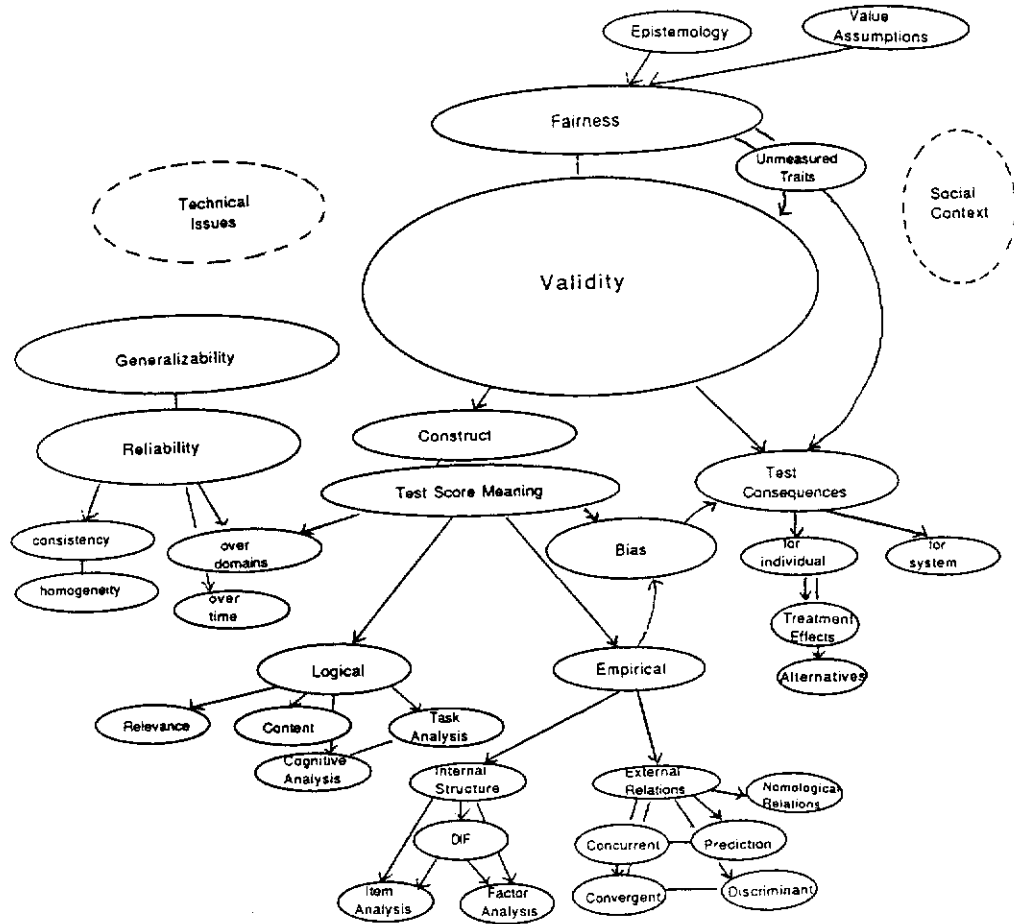 Epistemology
Value
Assumptions
Fairness
Unmeasured
Traits
Technical
Issues
Social
Context
Validity
Generalizability
Construct
Reliability
Test Score Meaning
Test
Consequences
consistency
over
domains
Bias
for
individual
for
system
homogeneity
over
time
Treatment
Effects
Logical
Empirical
Alternatives
Relevance
Content
Task
Analysis
Cognitive
Analysis
Internal
Structure
External
Relations
Nomological
Relations
DIF
Concurrent
Prediction
Item
Analysis
Factor
Analysis
Convergent
Discriminant